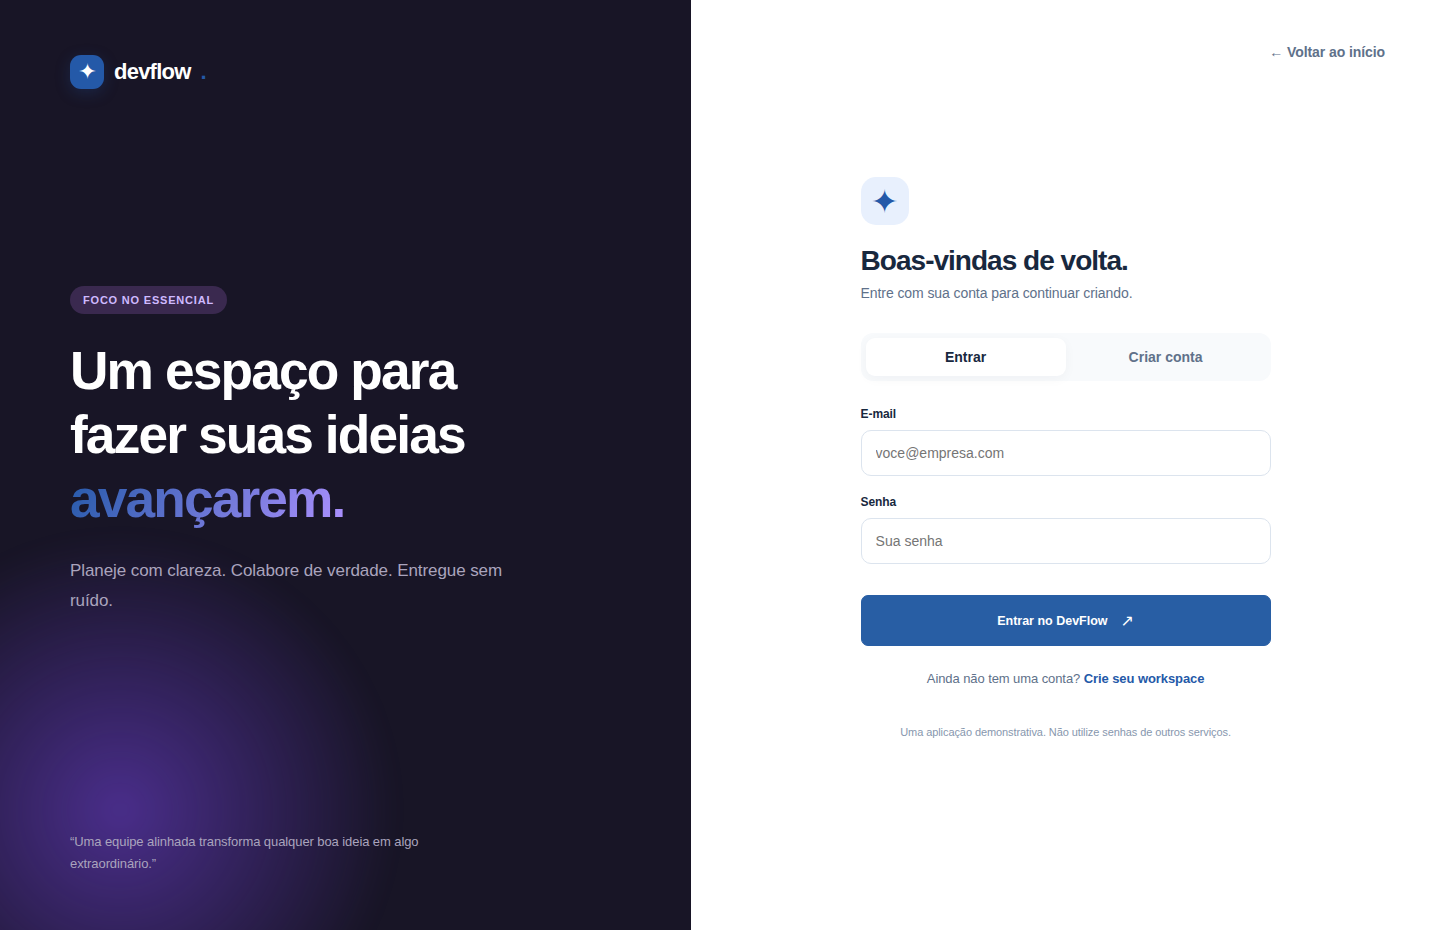 devflow .
FOCO NO ESSENCIAL
Um espaço para
fazer suas ideias
avançarem.
Planeje com clareza. Colabore de verdade. Entregue sem
ruído.
“Uma equipe alinhada transforma qualquer boa ideia em algo
extraordinário.”
← Voltar ao início
Boas-vindas de volta.
Entre com sua conta para continuar criando.
Entrar
Criar conta
E-mail
voce@empresa.com
Senha
Sua senha
Entrar no DevFlow ↗
Ainda não tem uma conta? Crie seu workspace
Uma aplicação demonstrativa. Não utilize senhas de outros serviços.